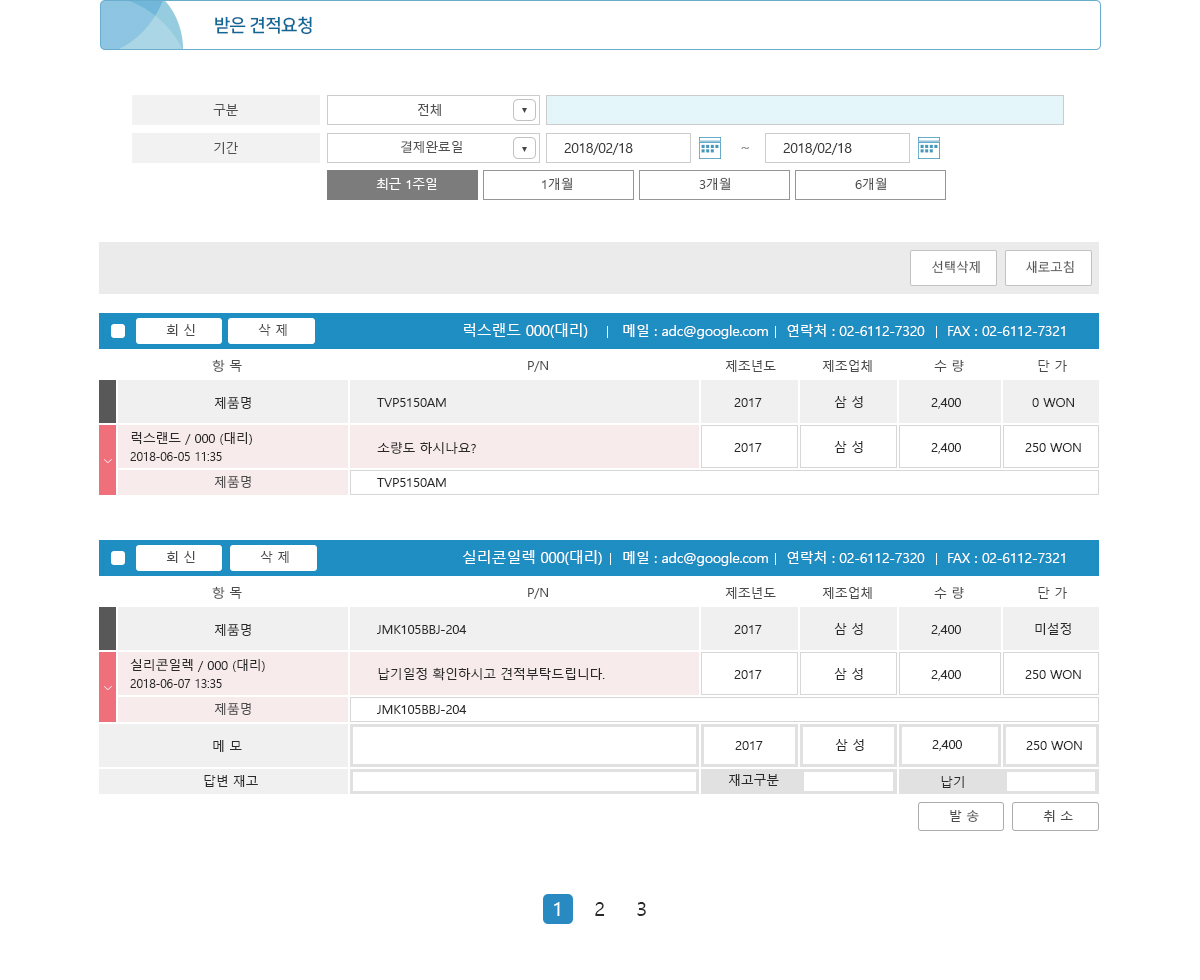 받은 견적요청
구분 전체
기간 결제완료일 2018/02/18 ~ 2018/02/18
최근 1주일 1개월 3개월 6개월
선택삭제 새로고침
회 신 삭 제 럭스랜드 000(대리) | 메일 : adc@google.com | 연락처 : 02-6112-7320 | FAX : 02-6112-7321
항 목 P/N 제조년도 제조업체 수 량 단 가
제품명 TVP5150AM 2017 삼 성 2,400 0 WON
럭스랜드 / 000 (대리)
2018-06-05 11:35
소량도 하시나요? 2017 삼 성 2,400 250 WON
제품명 TVP5150AM
회 신 삭 제 실리콘일렉 000(대리) | 메일 : adc@google.com | 연락처 : 02-6112-7320 | FAX : 02-6112-7321
항 목 P/N 제조년도 제조업체 수 량 단 가
제품명 JMK105BBJ-204 2017 삼 성 2,400 미설정
실리콘일렉 / 000 (대리)
2018-06-07 13:35
납기일정 확인하시고 견적부탁드립니다. 2017 삼 성 2,400 250 WON
제품명 JMK105BBJ-204
메 모 2017 삼 성 2,400 250 WON
답변 재고 재고구분 납기
발 송 취 소
1 2 3